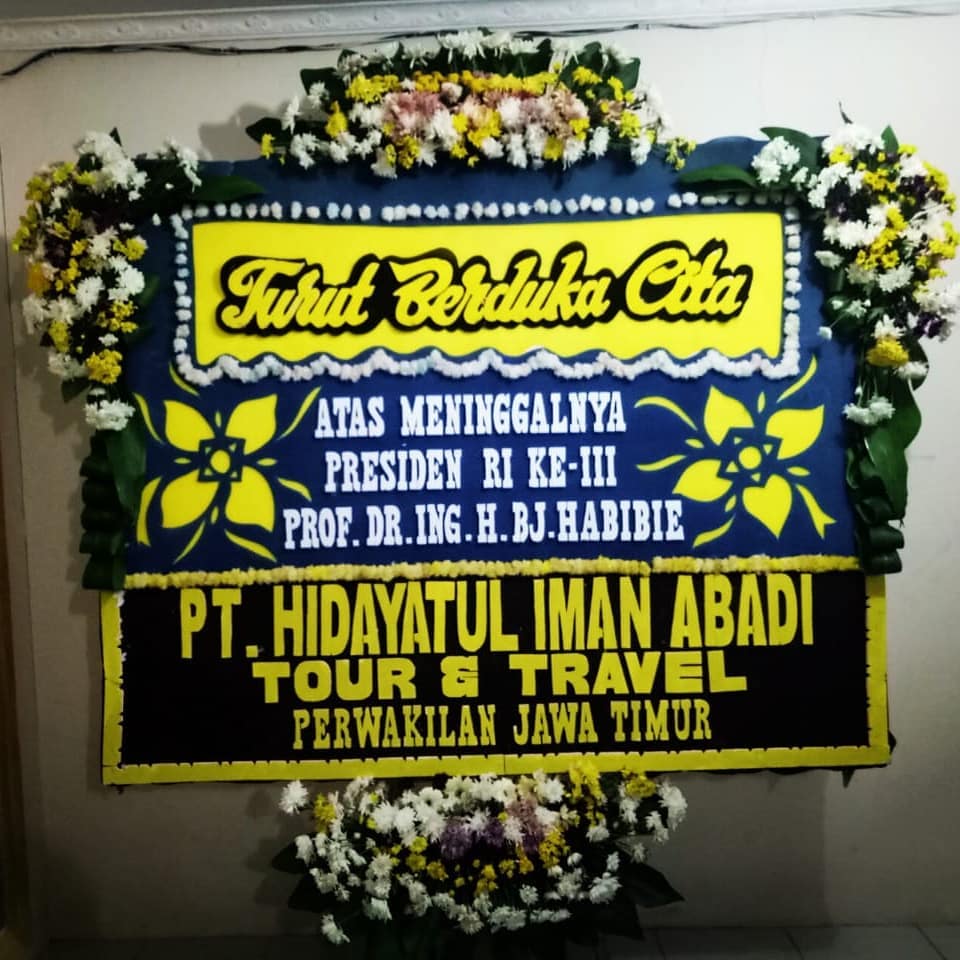 Turut Berduka Cita
ATAS MENINGGALNYA
PRESIDEN RI KE-III
PROF. DR. ING. H. BJ. HABIBIE
PT. HIDAYATUL IMAN ABADI
TOUR & TRAVEL
PERWAKILAN JAWA TIMUR